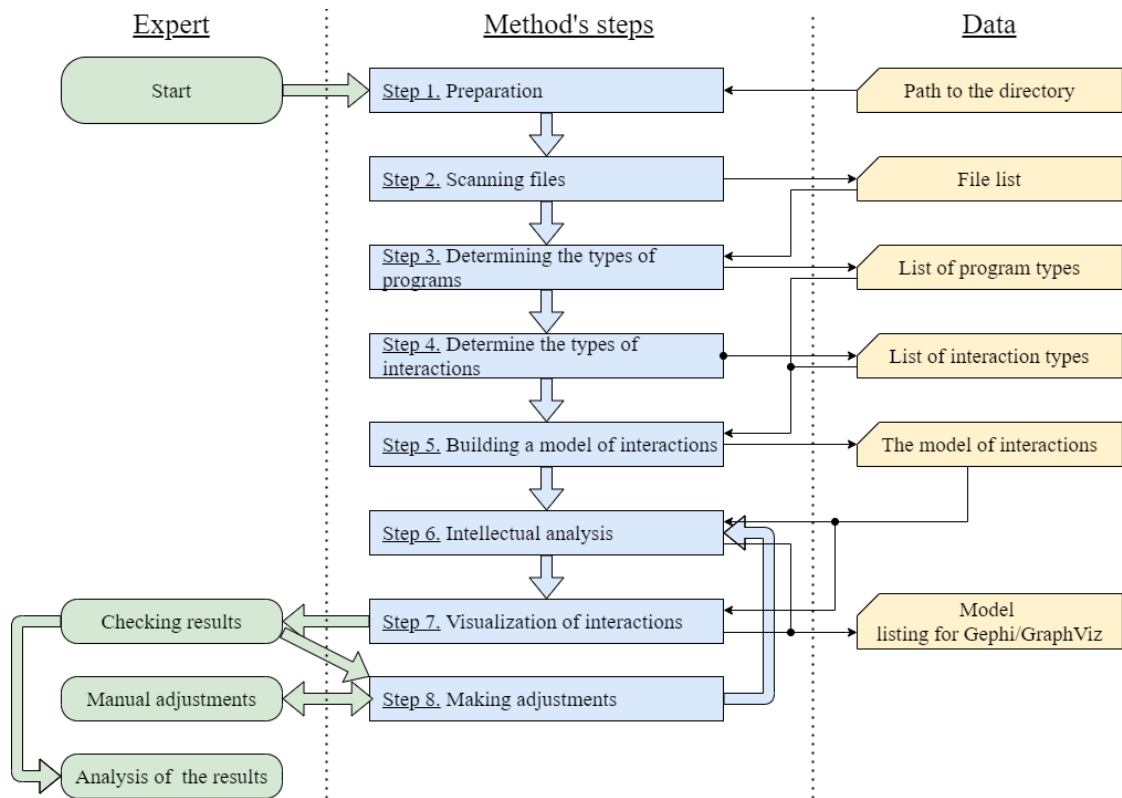 Expert
Method's steps
Data
Start
Step 1. Preparation
Path to the directory
Step 2. Scanning files
File list
Step 3. Determining the types of
programs
List of program types
Step 4. Determine the types of
interactions
List of interaction types
Step 5. Building a model of interactions
The model of interactions
Step 6. Intellectual analysis
Checking results
Step 7. Visualization of interactions
Model
listing for Gephi/GraphViz
Manual adjustments
Step 8. Making adjustments
Analysis of the results